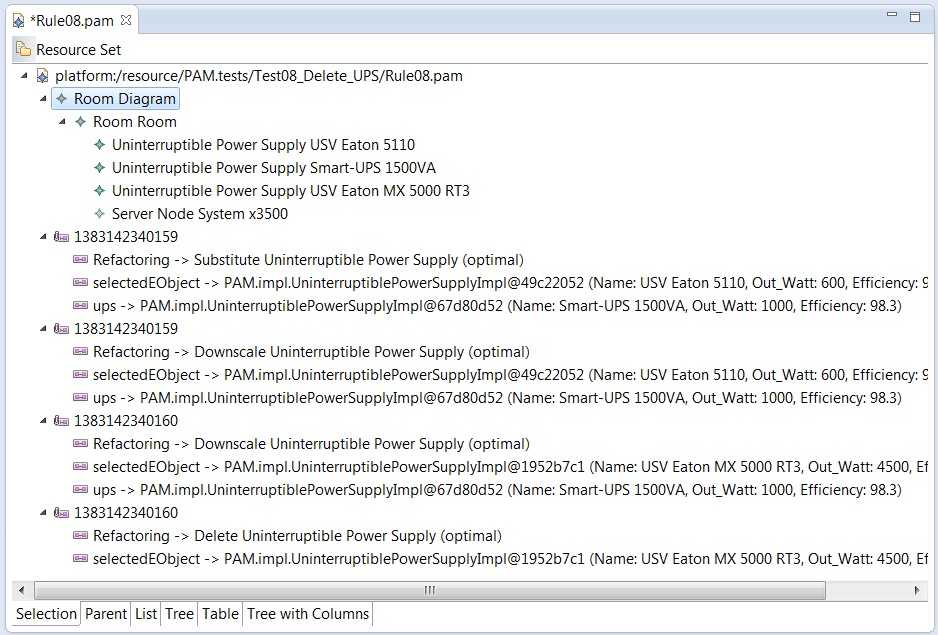 *Rule08.pam
Resource Set
platform:/resource/PAM.tests/Test08_Delete_UPS/Rule08.pam
Room Diagram
Room Room
Uninterruptible Power Supply USV Eaton 5110
Uninterruptible Power Supply Smart-UPS 1500VA
Uninterruptible Power Supply USV Eaton MX 5000 RT3
Server Node System x3500
1383142340159
Refactoring -> Substitute Uninterruptible Power Supply (optimal)
selectedEObject -> PAM.impl.UninterruptiblePowerSupplyImpl@49c22052 (Name: USV Eaton 5110, Out_Watt: 600, Efficiency: 9
ups -> PAM.impl.UninterruptiblePowerSupplyImpl@67d80d52 (Name: Smart-UPS 1500VA, Out_Watt: 1000, Efficiency: 98.3)
1383142340159
Refactoring -> Downscale Uninterruptible Power Supply (optimal)
selectedEObject -> PAM.impl.UninterruptiblePowerSupplyImpl@49c22052 (Name: USV Eaton 5110, Out_Watt: 600, Efficiency: 9
ups -> PAM.impl.UninterruptiblePowerSupplyImpl@67d80d52 (Name: Smart-UPS 1500VA, Out_Watt: 1000, Efficiency: 98.3)
1383142340160
Refactoring -> Downscale Uninterruptible Power Supply (optimal)
selectedEObject -> PAM.impl.UninterruptiblePowerSupplyImpl@1952b7c1 (Name: USV Eaton MX 5000 RT3, Out_Watt: 4500, Ef
ups -> PAM.impl.UninterruptiblePowerSupplyImpl@67d80d52 (Name: Smart-UPS 1500VA, Out_Watt: 1000, Efficiency: 98.3)
1383142340160
Refactoring -> Delete Uninterruptible Power Supply (optimal)
selectedEObject -> PAM.impl.UninterruptiblePowerSupplyImpl@1952b7c1 (Name: USV Eaton MX 5000 RT3, Out_Watt: 4500, Ef
Selection Parent List Tree Table Tree with Columns